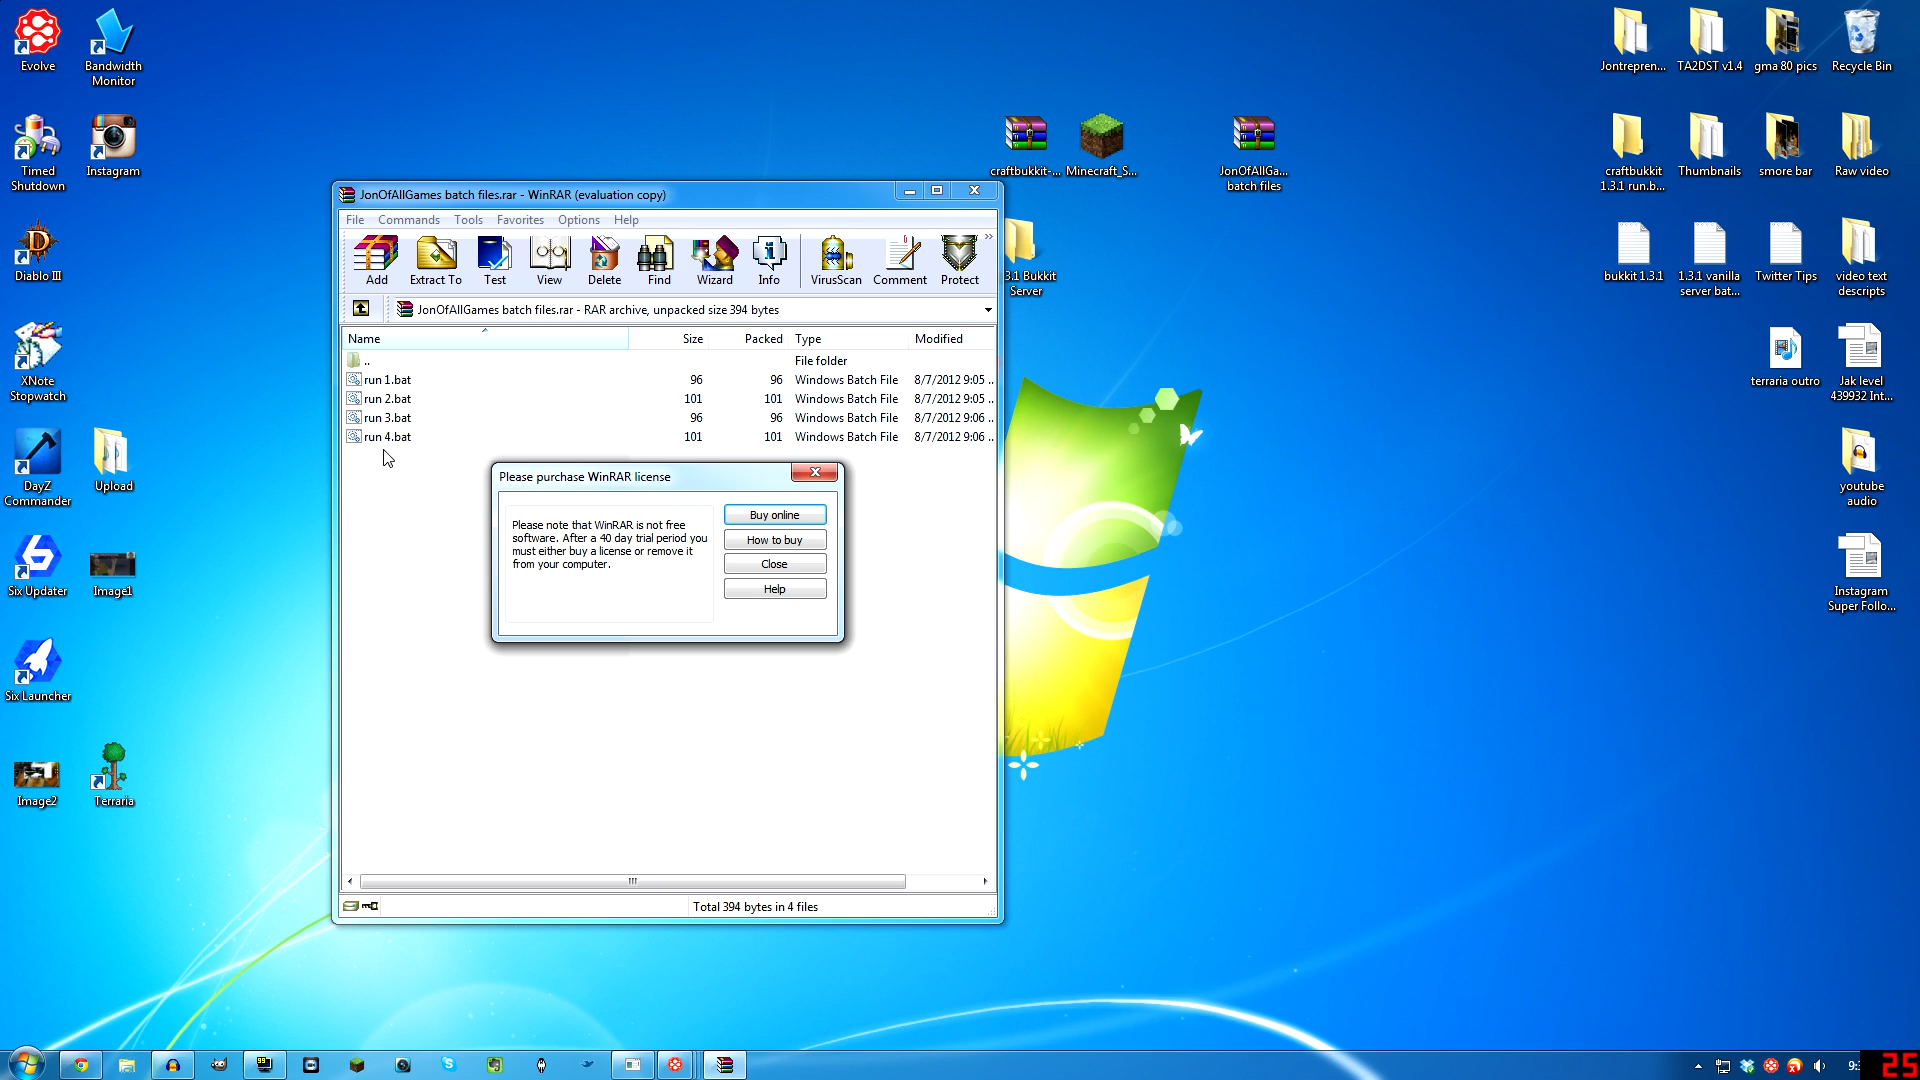 Evolve
Bandwidth
Monitor
Timed
Shutdown
Instagram
Diablo III
XNote
Stopwatch
DayZ
Commander
Upload
Six Updater
Image1
Six Launcher
Image2
Terraria
craftbukkit-...
Minecraft_S...
JonOfAllGa...
batch files
3.1 Bukkit
Server
Jontrepren...
TA2DST v1.4
gma 80 pics
Recycle Bin
craftbukkit
1.3.1 run.b...
Thumbnails
smore bar
Raw video
bukkit 1.3.1
1.3.1 vanilla
server bat...
Twitter Tips
video text
descripts
terraria outro
Jak level
439932 Int...
youtube
audio
Instagram
Super Follo...
JonOfAllGames batch files.rar - WinRAR (evaluation copy)
File Commands Tools Favorites Options Help
Add Extract To Test View Delete Find Wizard Info VirusScan Comment Protect
JonOfAllGames batch files.rar - RAR archive, unpacked size 394 bytes
Name Size Packed Type Modified
.. File folder
run 1.bat 96 96 Windows Batch File 8/7/2012 9:05 ..
run 2.bat 101 101 Windows Batch File 8/7/2012 9:05 ..
run 3.bat 96 96 Windows Batch File 8/7/2012 9:06 ..
run 4.bat 101 101 Windows Batch File 8/7/2012 9:06 ..
Please purchase WinRAR license
Please note that WinRAR is not free
software. After a 40 day trial period you
must either buy a license or remove it
from your computer.
Buy online
How to buy
Close
Help
Total 394 bytes in 4 files
99
25